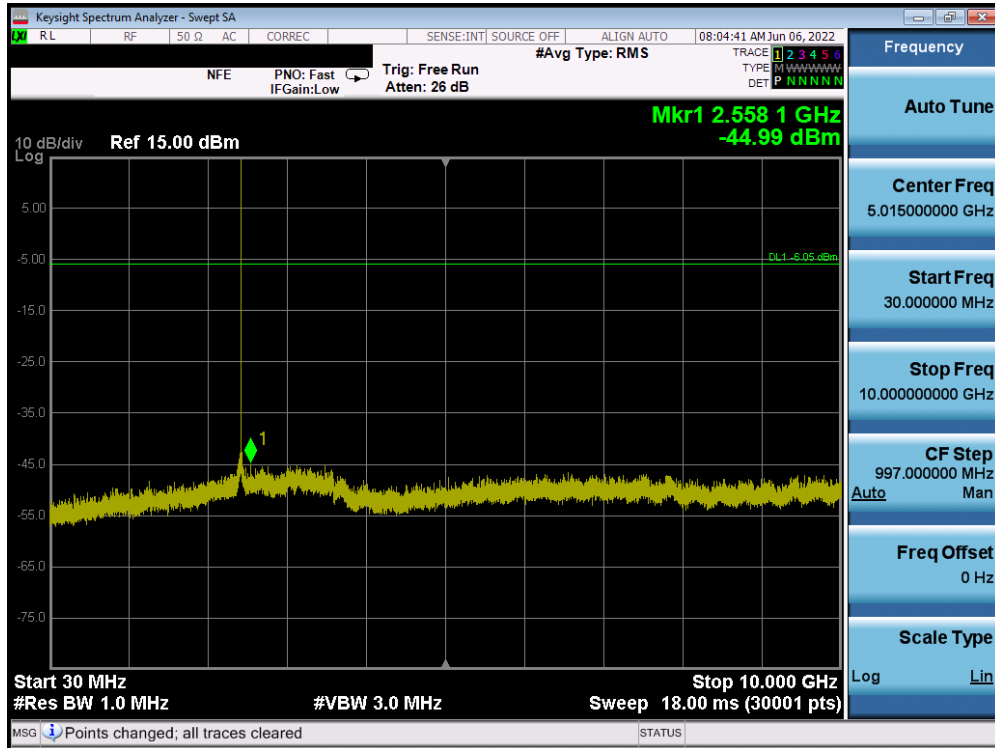 Keysight Spectrum Analyzer - Swept SA
LXI RL RF 50 Ω AC CORREC SENSE:INT SOURCE OFF ALIGN AUTO 08:04:41 AM Jun 06, 2022
#Avg Type: RMS
TRACE 1 2 3 4 5 6
TYPE M WWWWW
DET P N N N N N
NFE PNO: Fast Trig: Free Run
IFGain:Low Atten: 26 dB
Mkr1 2.558 1 GHz
-44.99 dBm
10 dB/div Ref 15.00 dBm
Log
5.00
-5.00
DL1 -6.05 dBm
-15.0
-25.0
-35.0
1
-45.0
-55.0
-65.0
-75.0
Start 30 MHz Stop 10.000 GHz
#Res BW 1.0 MHz #VBW 3.0 MHz Sweep 18.00 ms (30001 pts)
MSG Points changed; all traces cleared STATUS
Frequency
Auto Tune
Center Freq
5.015000000 GHz
Start Freq
30.000000 MHz
Stop Freq
10.000000000 GHz
CF Step
997.000000 MHz
Auto Man
Freq Offset
0 Hz
Scale Type
Log Lin